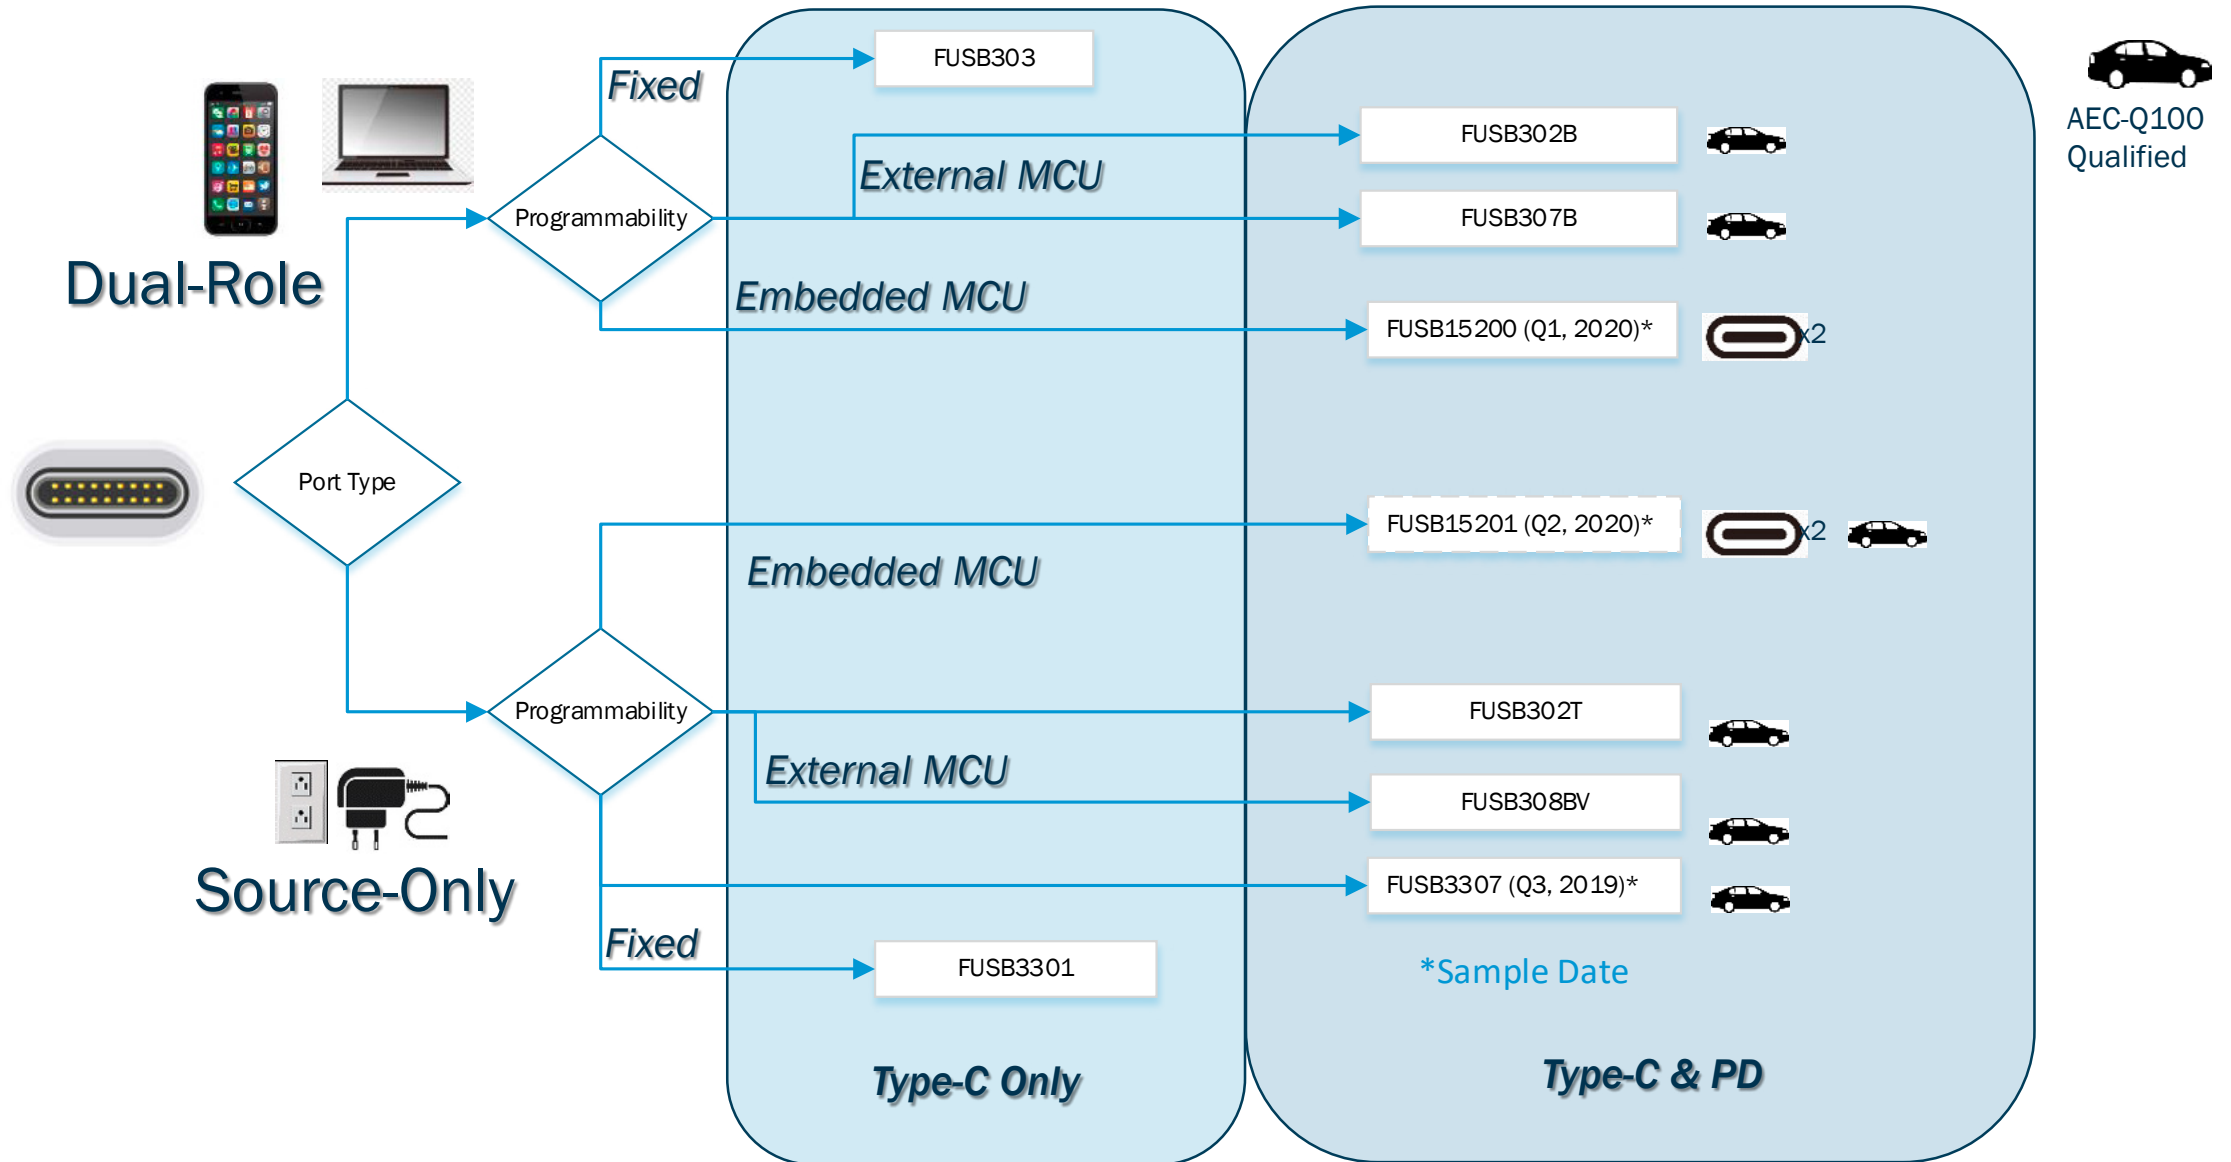 FUSB303
Fixed
AEC-Q100
Qualified
FUSB302B
External MCU
Programmability
FUSB307B
Dual-Role
Embedded MCU
FUSB15200 (Q1, 2020)*
x2
Port Type
FUSB15201 (Q2, 2020)*
x2
Embedded MCU
Programmability
FUSB302T
External MCU
FUSB308BV
Source-Only
FUSB3307 (Q3, 2019)*
Fixed
FUSB3301
*Sample Date
Type-C Only
Type-C & PD